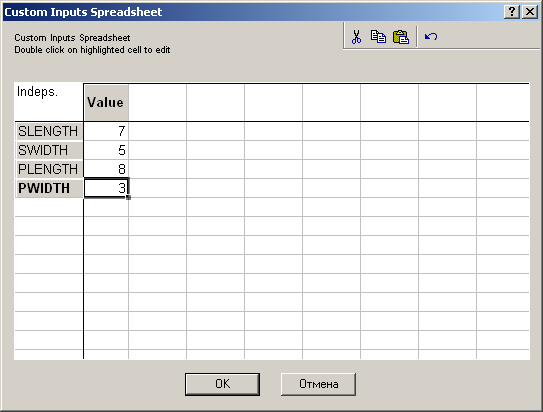 Custom Inputs Spreadsheet
Custom Inputs Spreadsheet
Double click on highlighted cell to edit
Indeps. Value
SLENGTH 7
SWIDTH 5
PLENGTH 8
PWIDTH 3
OK Отмена